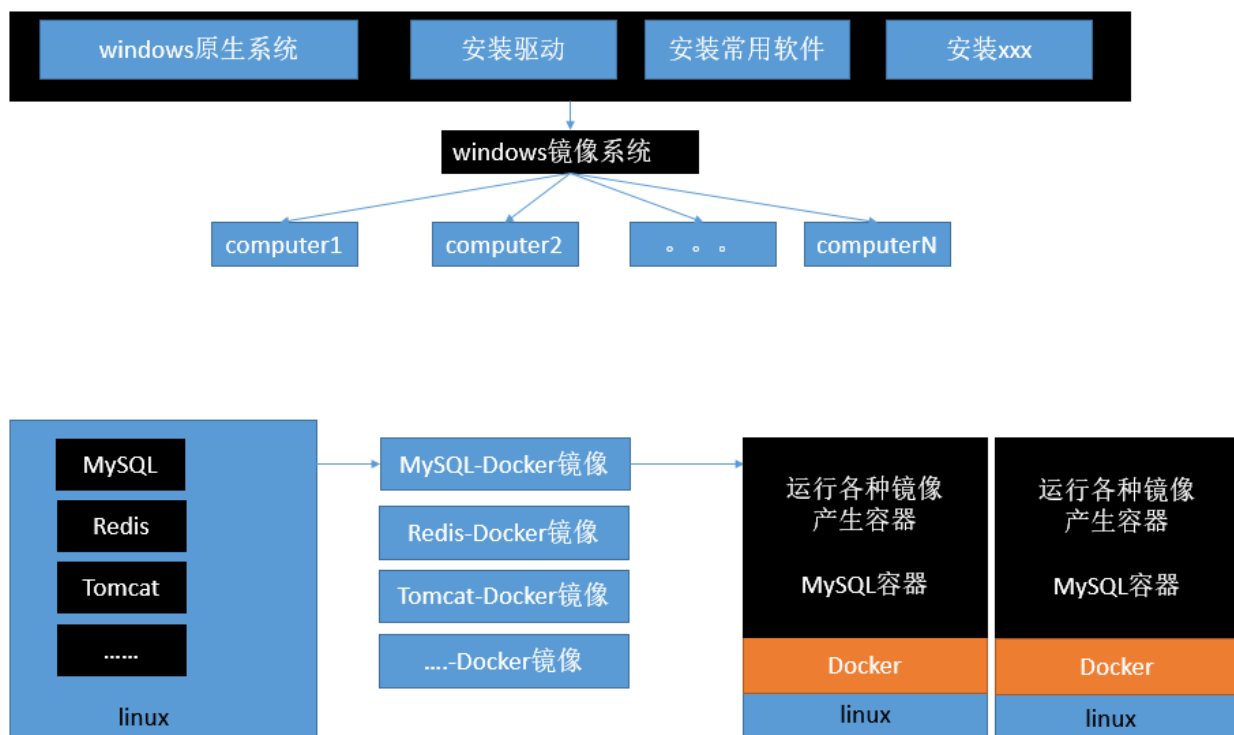 windows原生系统
安装驱动
安装常用软件
安装xxx
windows镜像系统
computer1
computer2
。。。
computerN
MySQL
Redis
Tomcat
……
linux
MySQL-Docker镜像
Redis-Docker镜像
Tomcat-Docker镜像
....-Docker镜像
运行各种镜像
产生容器
MySQL容器
Docker
linux
运行各种镜像
产生容器
MySQL容器
Docker
linux